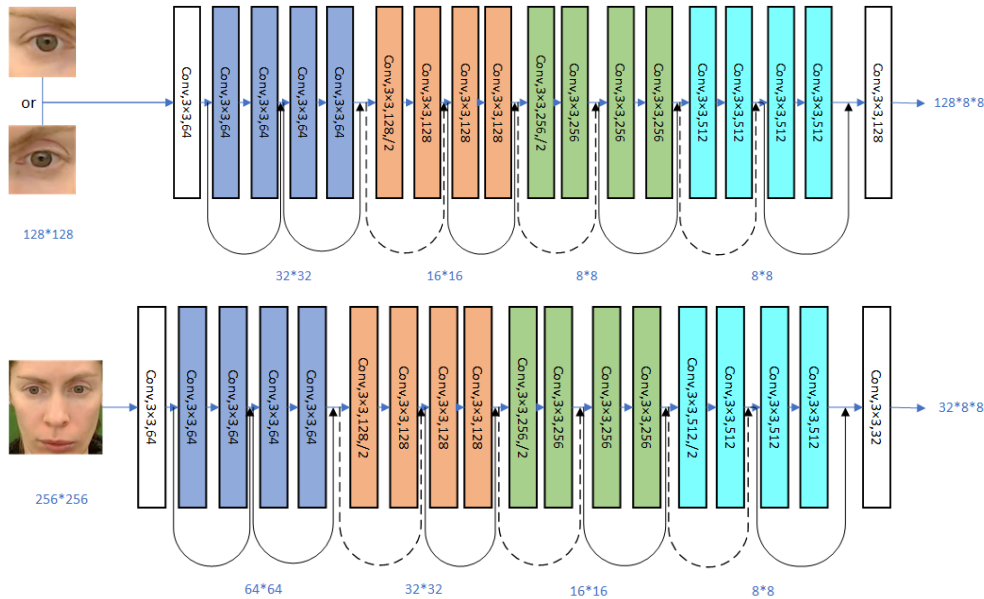 or
128*128
Conv,3×3,64
Conv,3×3,64
Conv,3×3,64
Conv,3×3,64
Conv,3×3,64
Conv,3×3,128,/2
Conv,3×3,128
Conv,3×3,128
Conv,3×3,128
Conv,3×3,256,/2
Conv,3×3,256
Conv,3×3,256
Conv,3×3,256
Conv,3×3,512
Conv,3×3,512
Conv,3×3,512
Conv,3×3,512
Conv,3×3,128
128*8*8
32*32
16*16
8*8
8*8
256*256
Conv,3×3,64
Conv,3×3,64
Conv,3×3,64
Conv,3×3,64
Conv,3×3,64
Conv,3×3,128,/2
Conv,3×3,128
Conv,3×3,128
Conv,3×3,128
Conv,3×3,256,/2
Conv,3×3,256
Conv,3×3,256
Conv,3×3,256
Conv,3×3,512,/2
Conv,3×3,512
Conv,3×3,512
Conv,3×3,512
Conv,3×3,32
32*8*8
64*64
32*32
16*16
8*8